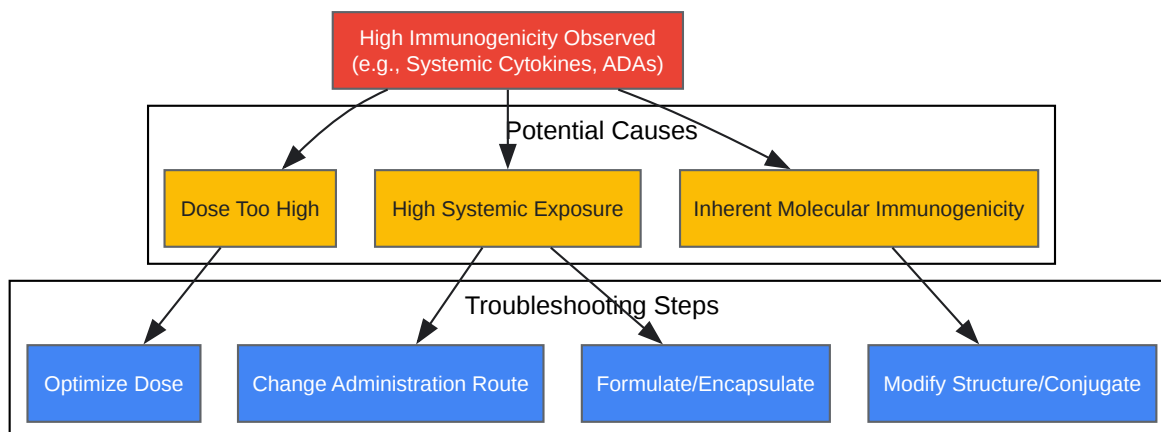 High Immunogenicity Observed
(e.g., Systemic Cytokines, ADAs)
Potential Causes
Dose Too High
High Systemic Exposure
Inherent Molecular Immunogenicity
Troubleshooting Steps
Optimize Dose
Change Administration Route
Formulate/Encapsulate
Modify Structure/Conjugate